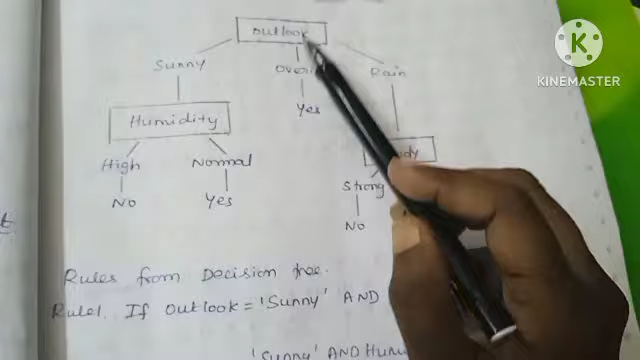 outlook
Sunny
Rain
Humidity
Yes
High
Normal
Strong
No
Yes
No
Rules from Decision tree.
Rule1. If outlook = 'Sunny' AND
'Sunny' AND
K
KINEMASTER